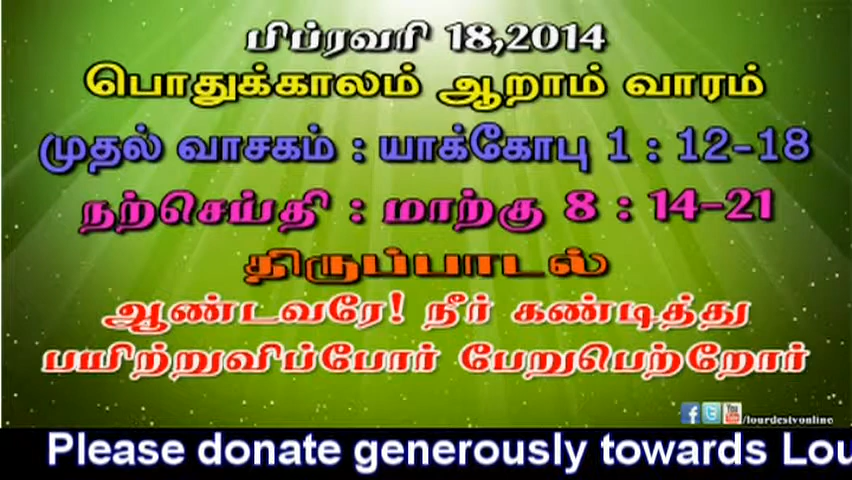 பிப்ரவரி 18,2014
பொதுக்காலம் ஆறாம் வாரம்
முதல் வாசகம் : யாக்கோபு 1 : 12-18
நற்செய்தி : மாற்கு 8 : 14-21
திருப்பாடல்
ஆண்டவரே! நீர் கண்டித்து
பயிற்றுவிப்போர் பேறுபெற்றோர்
/lourdestvonline
Please donate generously towards Lou